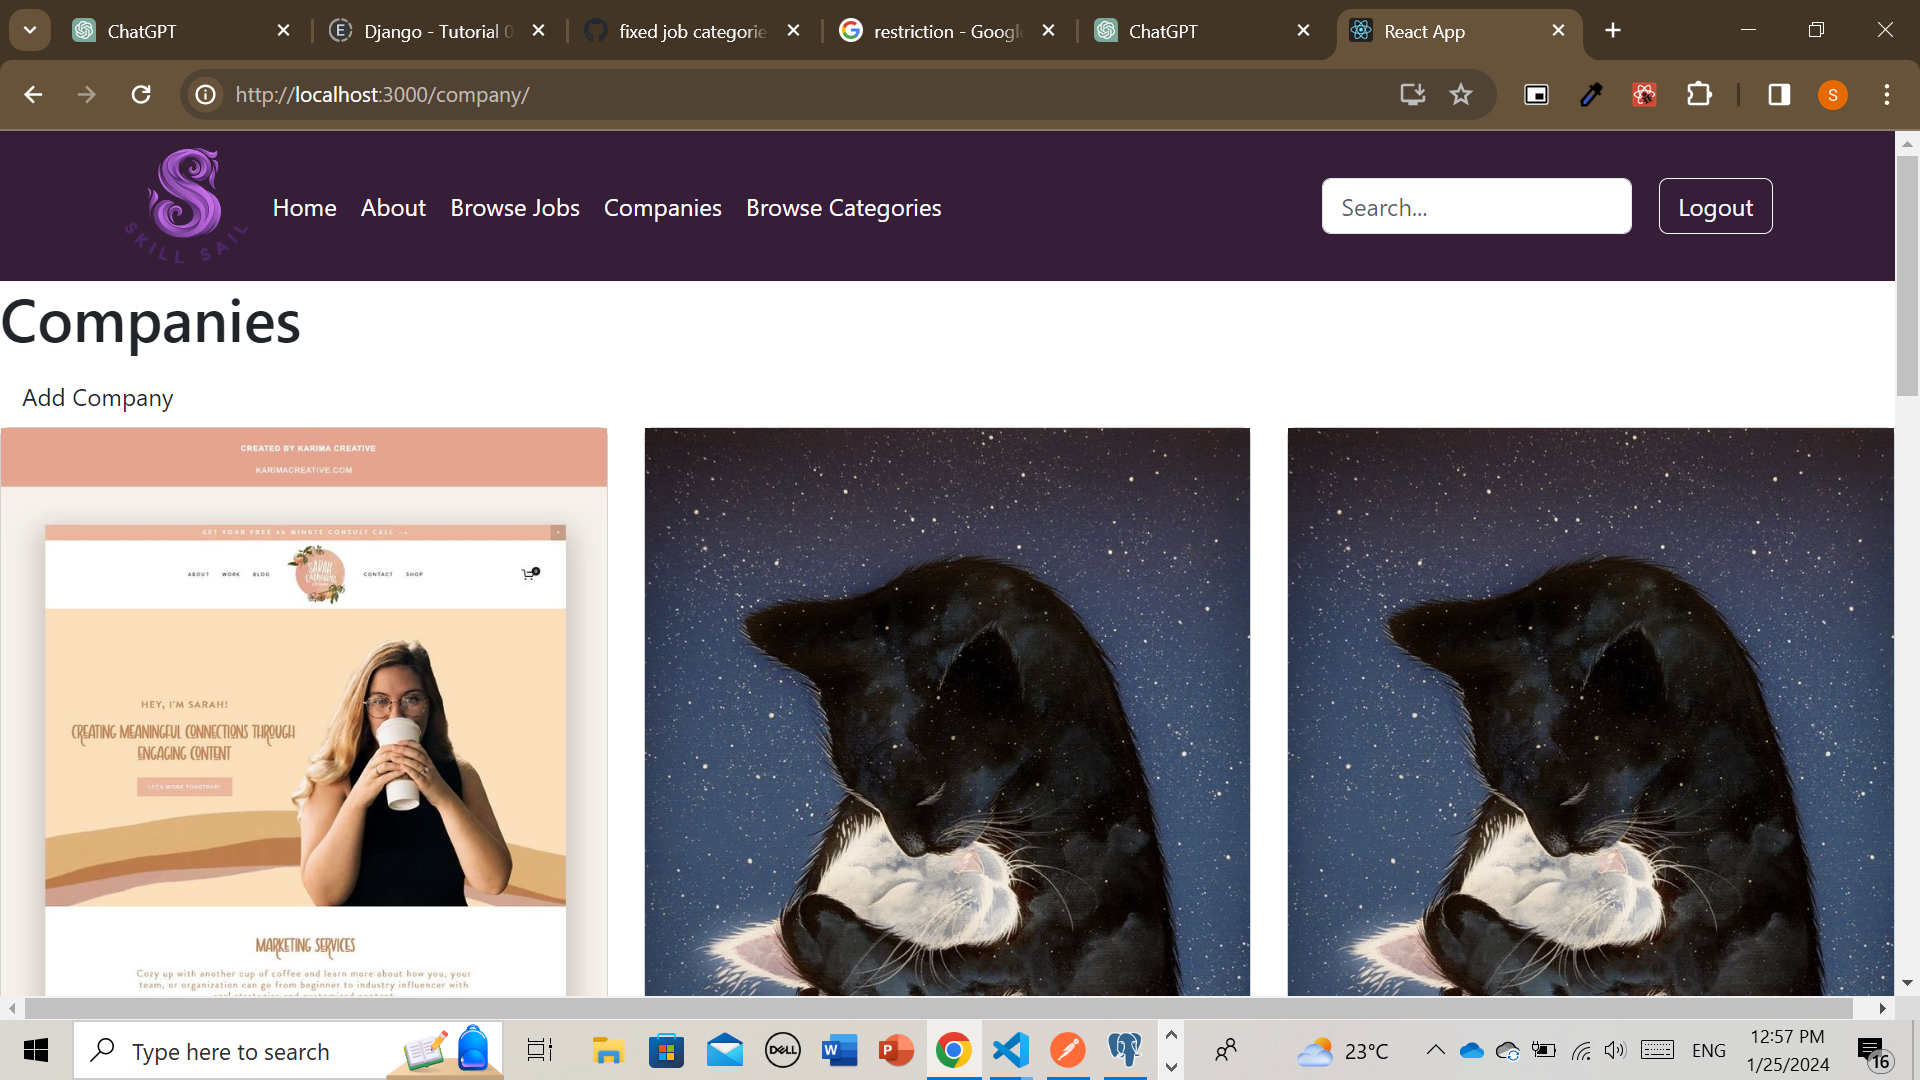 ChatGPT
Django - Tutorial 0
fixed job categorie
restriction - Google
ChatGPT
React App
http://localhost:3000/company/
S
SKILL SAIL
Home
About
Browse Jobs
Companies
Browse Categories
Search...
Logout
Companies
Add Company
CREATED BY KARIMA CREATIVE
KARIMACREATIVE.COM
GET YOUR FREE 20 MINUTE CONSULT CALL
ABOUT WORK BLOG
SARAH
CONTACT SHOP
HEY, I'M SARAH!
CREATING MEANINGFUL CONNECTIONS THROUGH
ENGAGING CONTENT
LET'S WORK TOGETHER!
MARKETING SERVICES
Cozy up with another cup of coffee and learn more about how you, your
team, or organization can go from beginner to industry influencer with
Type here to search
DELL
W
P
23°C
ENG
12:57 PM
1/25/2024
16